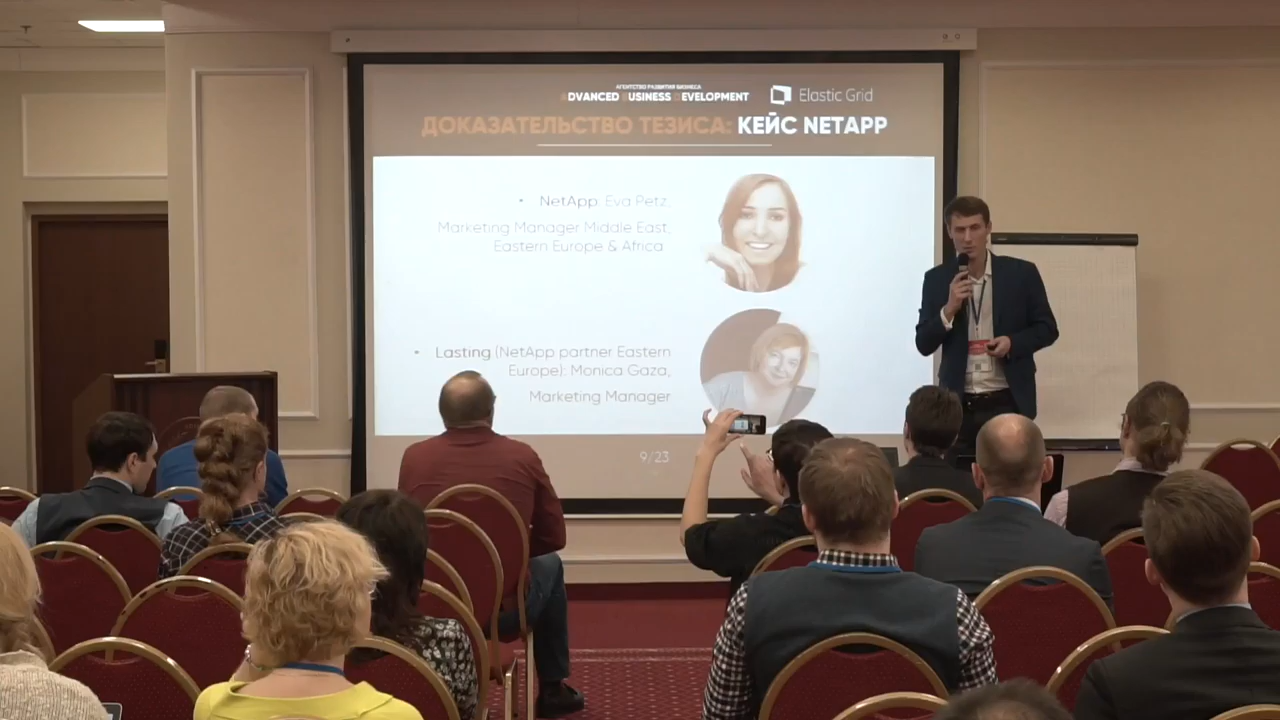 АГЕНТСТВО РАЗВИТИЯ БИЗНЕСА
ADVANCED BUSINESS DEVELOPMENT
Elastic Grid
ДОКАЗАТЕЛЬСТВО ТЕЗИСА: КЕЙС NETAPP
• NetApp: Eva Petz,
Marketing Manager Middle East,
Eastern Europe & Africa
• Lasting (NetApp partner Eastern
Europe): Monica Gaza,
Marketing Manager
9/23